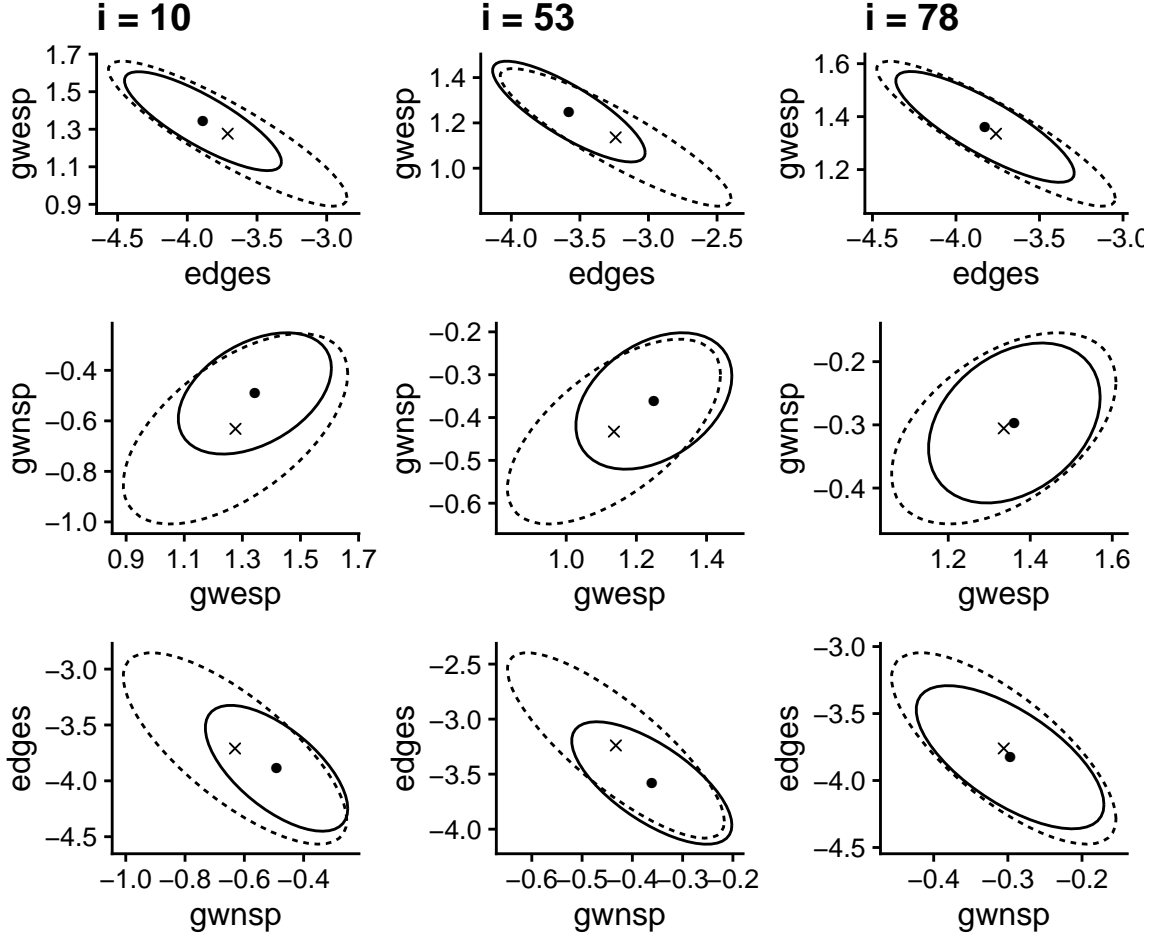 i = 10 i = 53 i = 78
gwesp 1.7 1.5 1.3 1.1 0.9
−4.5 −4.0 −3.5 −3.0
edges
gwesp 1.4 1.2 1.0
−4.0 −3.5 −3.0 −2.5
edges
gwesp 1.6 1.4 1.2
−4.5 −4.0 −3.5 −3.0
edges
gwnsp −0.4 −0.6 −0.8 −1.0
0.9 1.1 1.3 1.5 1.7
gwesp
gwnsp −0.2 −0.3 −0.4 −0.5 −0.6
1.0 1.2 1.4
gwesp
gwnsp −0.2 −0.3 −0.4
1.2 1.4 1.6
gwesp
edges −3.0 −3.5 −4.0 −4.5
−1.0 −0.8 −0.6 −0.4
gwnsp
edges −2.5 −3.0 −3.5 −4.0
−0.6 −0.5 −0.4 −0.3 −0.2
gwnsp
edges −3.0 −3.5 −4.0 −4.5
−0.4 −0.3 −0.2
gwnsp